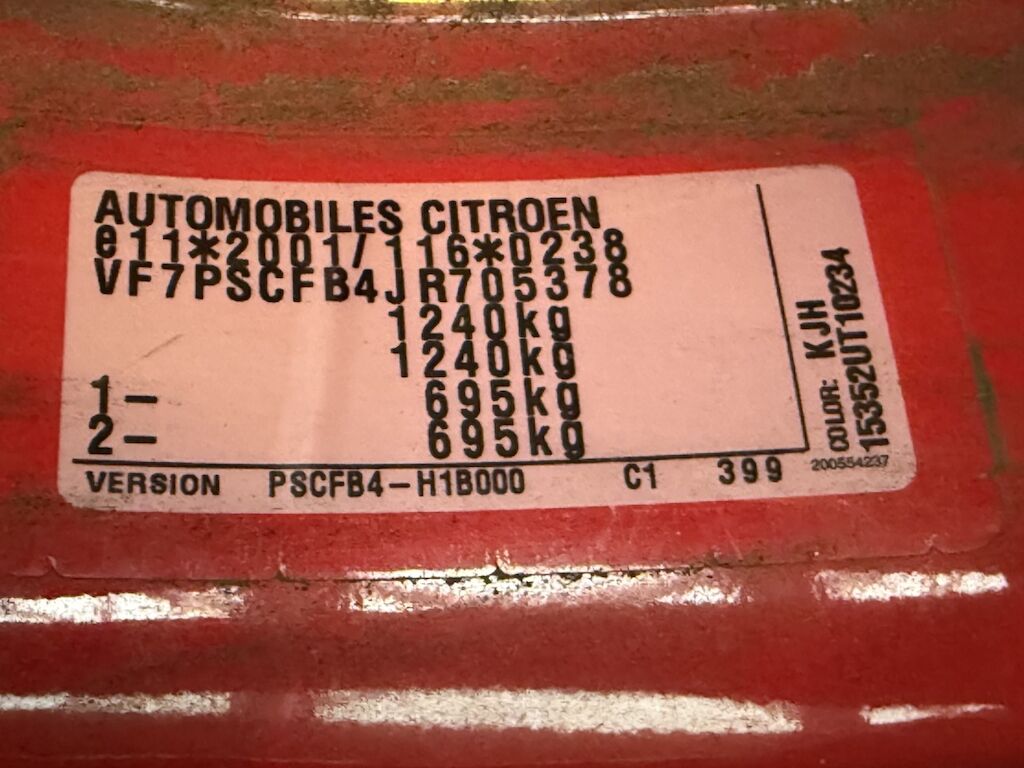 AUTOMOBILES CITROEN
e11*2001/116*0238
VF7PSCFB4JR705378
1240kg
1240kg
1- 695kg
2- 695kg
VERSION PSCFB4-H1B000 C1 399
COLOR: KJH
15352UT10234
200554237